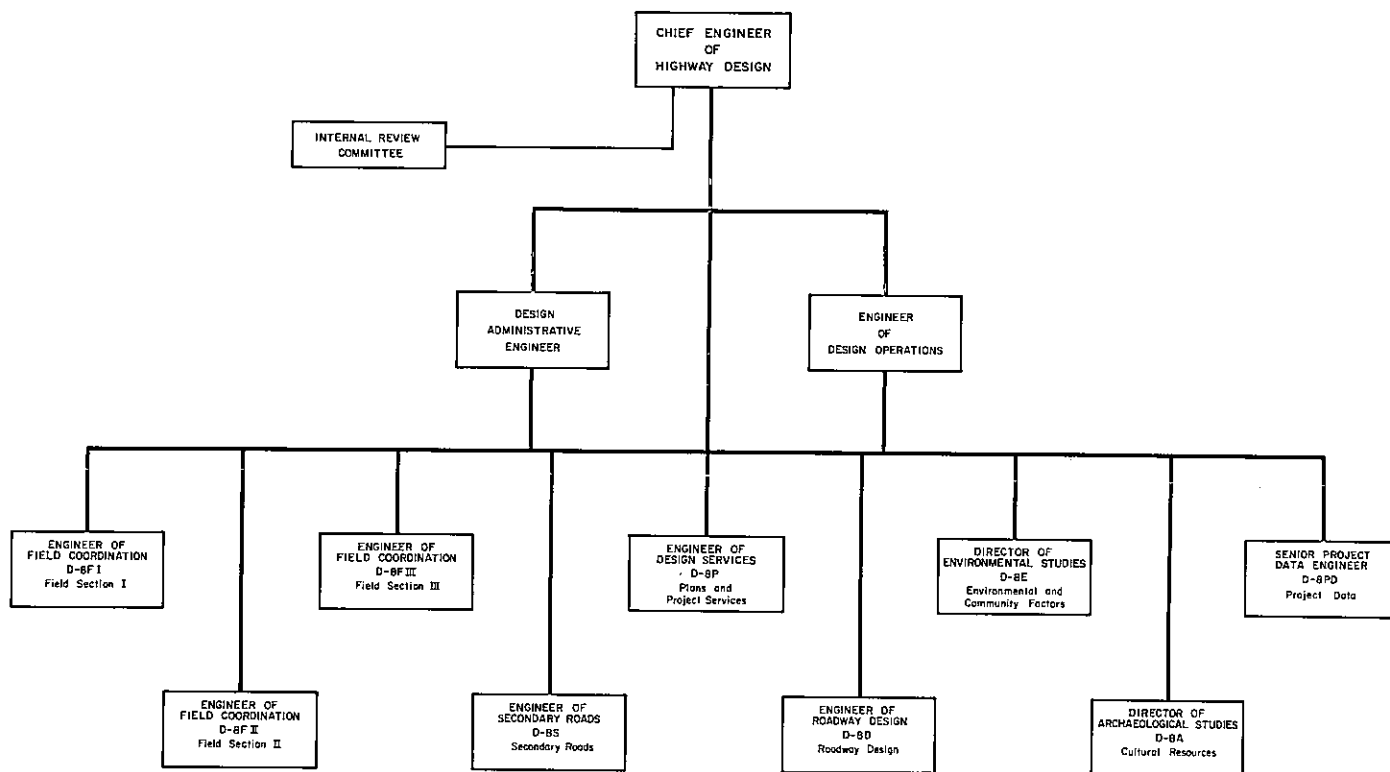 CHIEF ENGINEER
OF
HIGHWAY DESIGN
INTERNAL REVIEW
COMMITTEE
DESIGN
ADMINISTRATIVE
ENGINEER
ENGINEER
OF
DESIGN OPERATIONS
ENGINEER OF
FIELD COORDINATION
D-8F I
Field Section I
ENGINEER OF
FIELD COORDINATION
D-8F III
Field Section III
ENGINEER OF
DESIGN SERVICES
D-8P
Plans and
Project Services
DIRECTOR OF
ENVIRONMENTAL STUDIES
D-8E
Environmental and
Community Factors
SENIOR PROJECT
DATA ENGINEER
D-8PD
Project Data
ENGINEER OF
FIELD COORDINATION
D-8F II
Field Section II
ENGINEER OF
SECONDARY ROADS
D-8S
Secondary Roads
ENGINEER OF
ROADWAY DESIGN
D-8D
Roadway Design
DIRECTOR OF
ARCHAEOLOGICAL STUDIES
D-8A
Cultural Resources